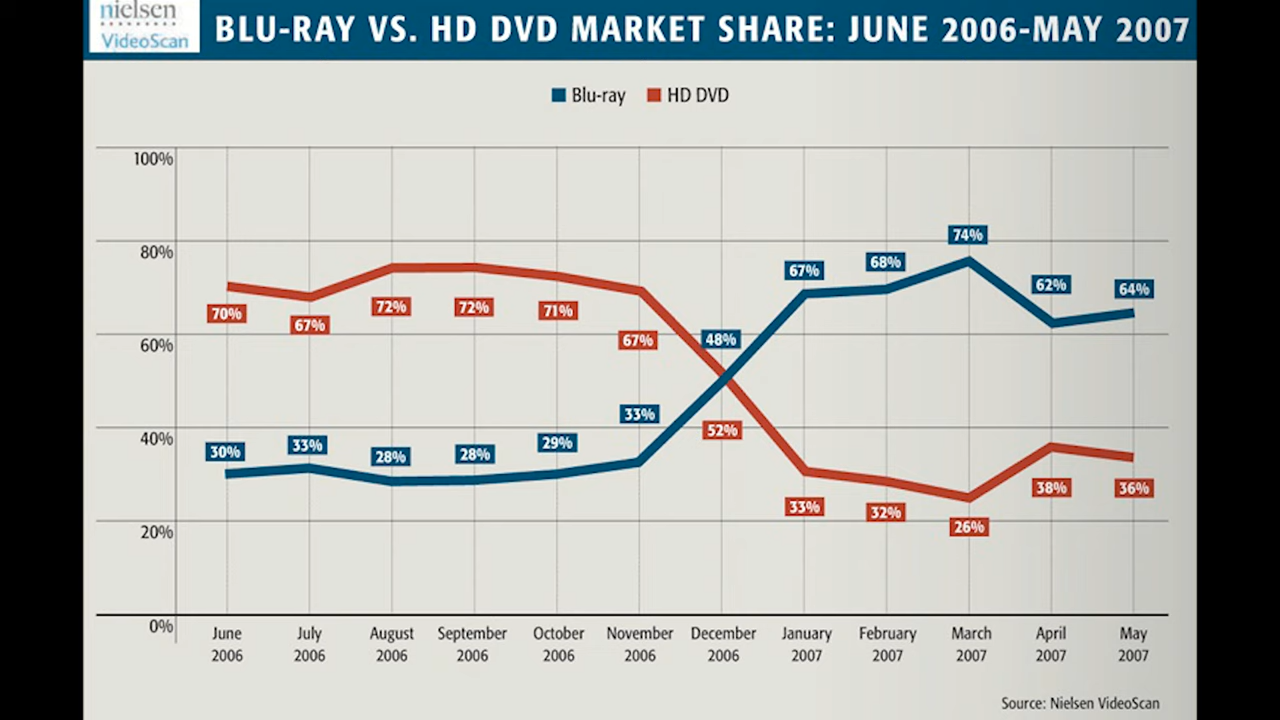 nielsen
VideoScan
BLU-RAY VS. HD DVD MARKET SHARE: JUNE 2006-MAY 2007
Blu-ray HD DVD
100%
80%
60%
40%
20%
0%
70% 67% 72% 72% 71% 67% 52% 33% 32% 26% 38% 36%
30% 33% 28% 28% 29% 33% 48% 67% 68% 74% 62% 64%
June July August September October November December January February March April May
2006 2006 2006 2006 2006 2006 2006 2007 2007 2007 2007 2007
Source: Nielsen VideoScan